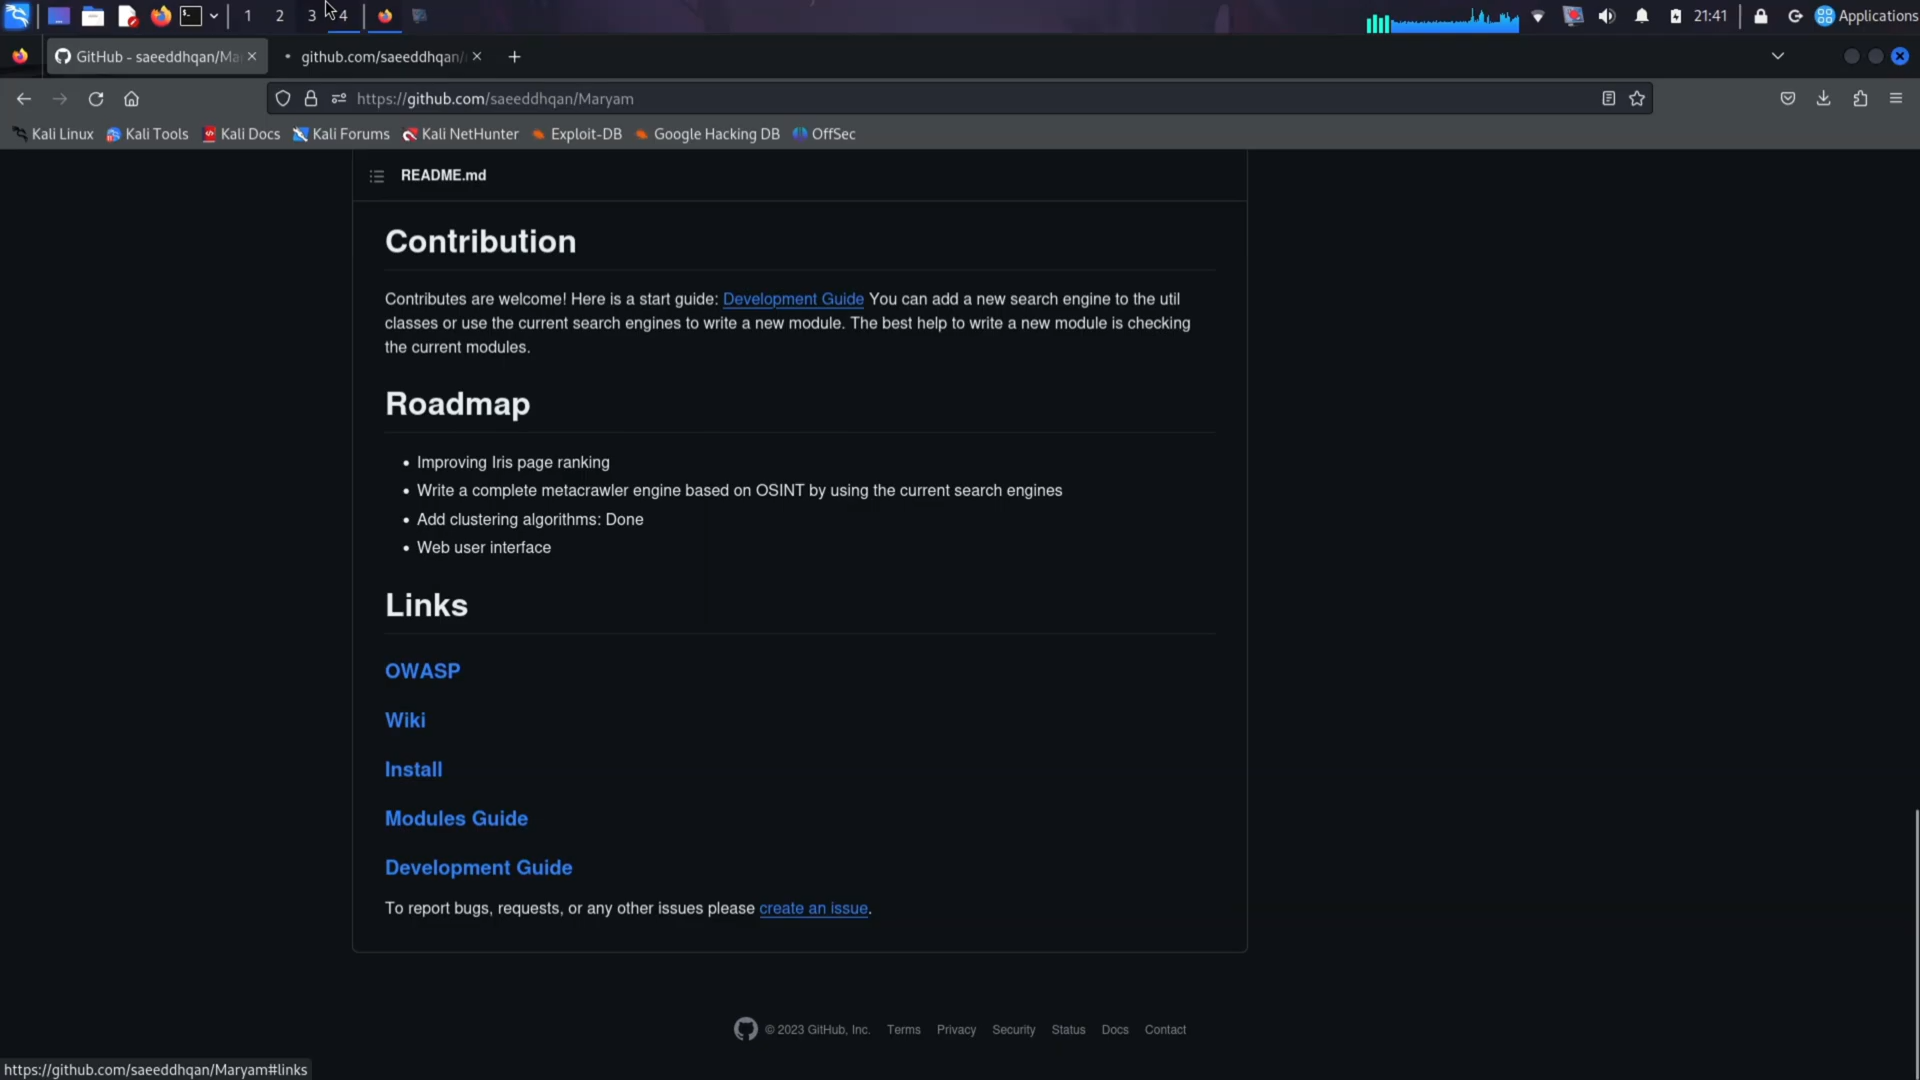 1 2 3 4 21:41 Applications
GitHub - saeeddhqan/Ma github.com/saeeddhqan/
https://github.com/saeeddhqan/Maryam
Kali Linux Kali Tools Kali Docs Kali Forums Kali NetHunter Exploit-DB Google Hacking DB OffSec
README.md
Contribution
Contributes are welcome! Here is a start guide: Development Guide You can add a new search engine to the util
classes or use the current search engines to write a new module. The best help to write a new module is checking
the current modules.
Roadmap
• Improving Iris page ranking
• Write a complete metacrawler engine based on OSINT by using the current search engines
• Add clustering algorithms: Done
• Web user interface
Links
OWASP
Wiki
Install
Modules Guide
Development Guide
To report bugs, requests, or any other issues please create an issue.
© 2023 GitHub, Inc. Terms Privacy Security Status Docs Contact
https://github.com/saeeddhqan/Maryam#links